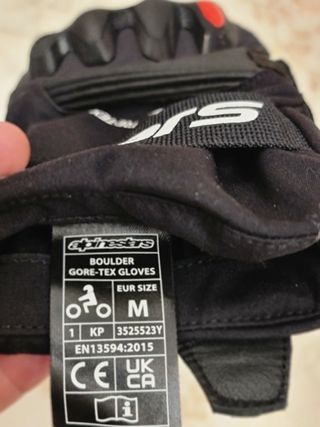 alpinestars
BOULDER
GORE-TEX GLOVES
EUR SIZE
M
1 KP 3525523Y
EN13594:2015
CE UK
CA